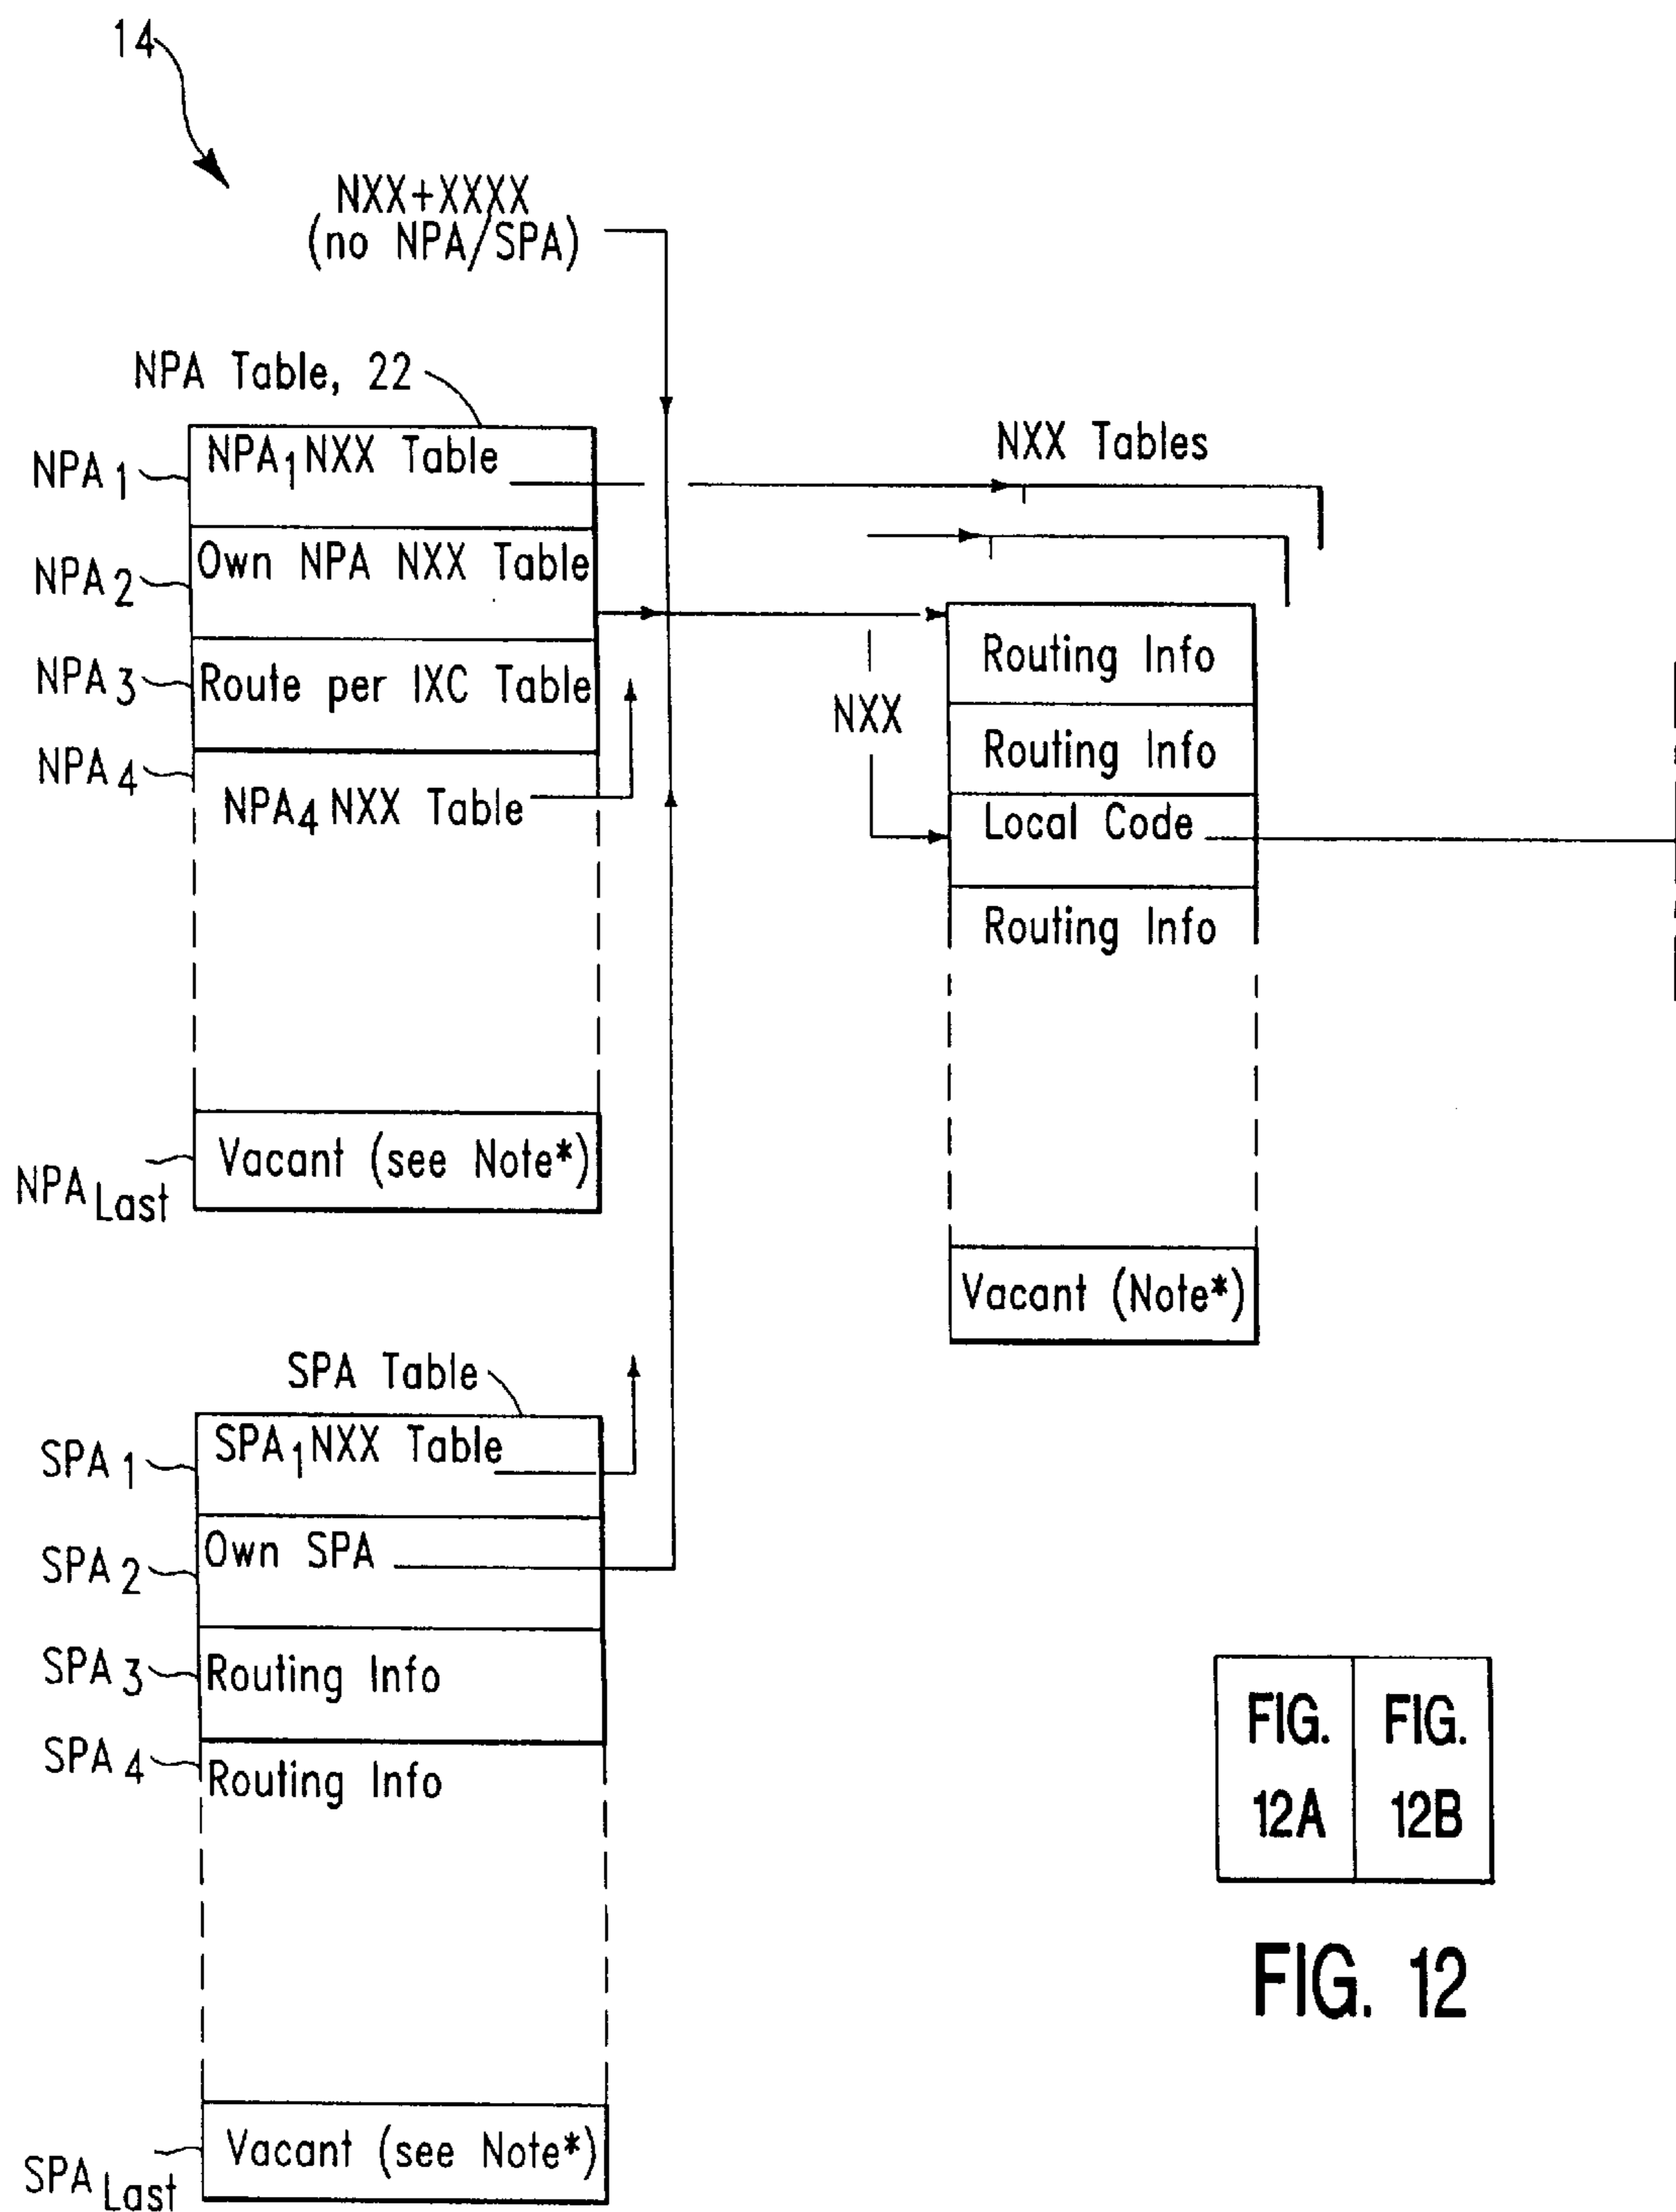 14
NXX+XXXX
(no NPA/SPA)
NPA Table, 22
NPA1
NPA1 NXX Table
NPA2
Own NPA NXX Table
NPA3
Route per IXC Table
NPA4
NPA4 NXX Table
NPALast
Vacant (see Note*)
NXX Tables
NXX
Routing Info
Routing Info
Local Code
Routing Info
Vacant (Note*)
SPA Table
SPA1
SPA1 NXX Table
SPA2
Own SPA
SPA3
Routing Info
SPA4
Routing Info
SPALast
Vacant (see Note*)
FIG.
12A
FIG.
12B
FIG. 12